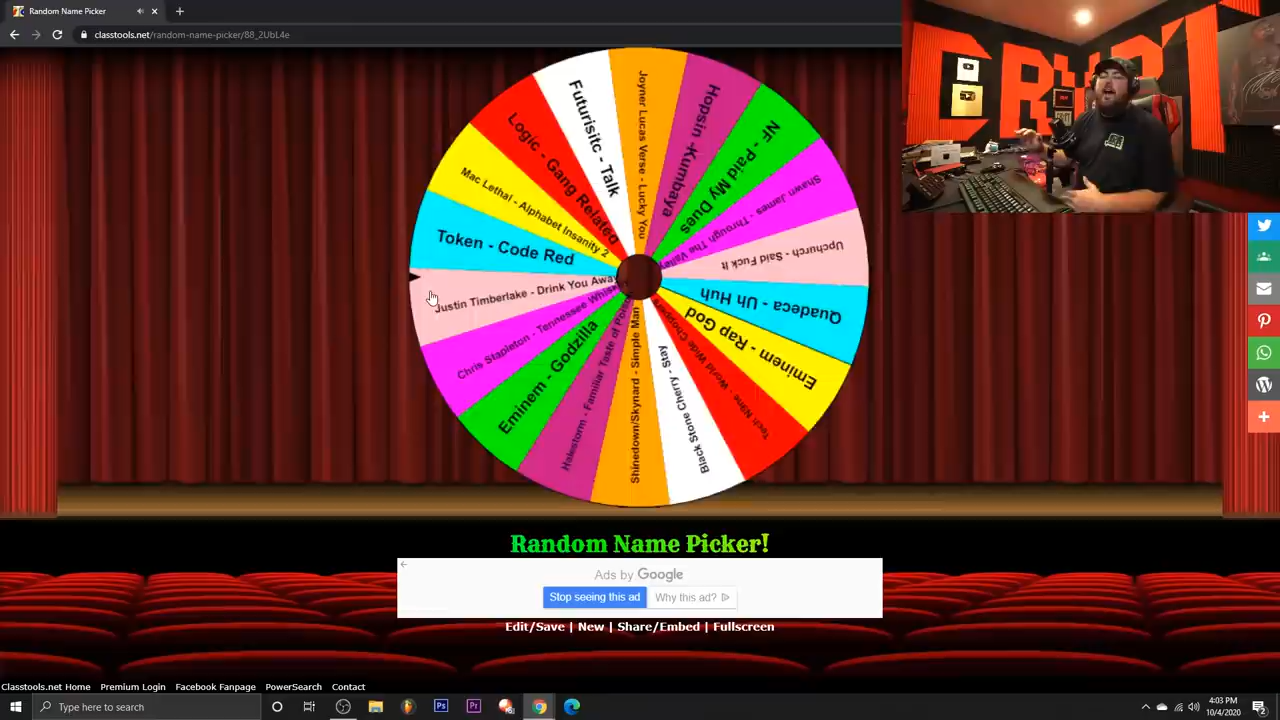 Random Name Picker
classtools.net/random-name-picker/88_2UbL4e
Joyner Lucas Verse - Lucky You
Hopsin -Kumbaya
NF - Paid My Dues
Shawn James - Through The Valley
Upchurch - Said Fuck It
Quadeca Uh Huh
Eminem - Rap God
Tech N9ne - World Wide Choppers
Black Stone Cherry - Stay
Shinedown/Skynard - Simple Man
Halestorm - Familiar Taste of Poison
Eminem - Godzilla
Chris Stapleton - Tennessee Whisk
Justin Timberlake - Drink You Away
Token - Code Red
Mac Lethal - Alphabet Insanity 2
Logic - Gang Related
Futurisitc - Talk
Random Name Picker!
Ads by Google
Stop seeing this ad
Why this ad?
Edit/Save | New | Share/Embed | Fullscreen
Classtools.net Home Premium Login Facebook Fanpage PowerSearch Contact
Type here to search
Ps
Pr
4:03 PM
10/4/2020
2